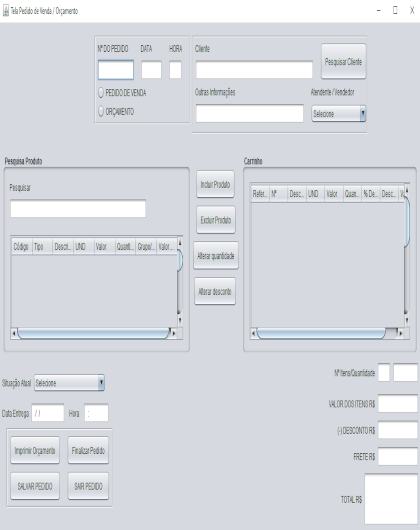 Tela Pedido de Venda / Orçamento
Nº DO PEDIDO DATA HORA
PEDIDO DE VENDA
ORÇAMENTO
Cliente
Pesquisar Cliente
Outras Informações Atendente / Vendedor
Selecione
Pesquisa Produto
Pesquisar
Código Tipo Descri... UND Valor Quanti... Grupo/... Valor...
Incluir Produto
Excluir Produto
Alterar quantidade
Alterar desconto
Carrinho
Refer... Nº Desc... UND Valor Quan... % De... Desc...
Situação Atual Selecione
Data Entrega / / Hora :
Imprimir Orçamento Finalizar Pedido
SALVAR PEDIDO SAIR PEDIDO
Nº Itens/Quantidade
VALOR DOS ITENS R$
(-) DESCONTO R$
FRETE R$
TOTAL R$